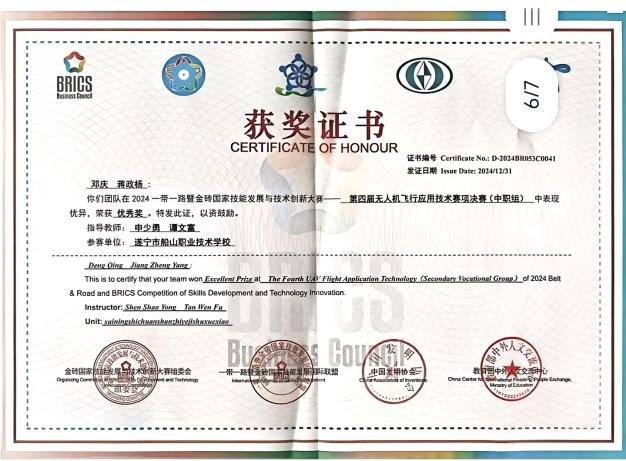 BRICS
Business Council
获奖证书
CERTIFICATE OF HONOUR
证书编号 Certificate No.: D-2024BR053C0041
发证日期 Issue Date: 2024/12/31
邓庆 蒋政杨：
你们团队在 2024 一带一路暨金砖国家技能发展与技术创新大赛—— 第四届无人机飞行应用技术赛项决赛（中职组） 中表现
优异，荣获 优秀奖 。特发此证，以资鼓励。
指导教师： 申少勇 谭文富
参赛单位： 遂宁市船山职业技术学校
Deng Qing Jiang Zheng Yang :
This is to certify that your team won Excellent Prize at The Fourth UAV Flight Application Technology (Secondary Vocational Group) of 2024 Belt
& Road and BRICS Competition of Skills Development and Technology Innovation.
Instructor: Shen Shao Yong Tan Wen Fu
Unit: suiningshichuanshanzhiyejishuxuexiao
BRICS
Business Council
金砖国家技能发展与技术创新大赛组委会
一带一路暨金砖国家技能发展国际联盟
中国发明协会
教育部中外人文交流中心
Organizing Committee of BRICS Skills Development and Technology
Innovation Competition
China Association of Inventions
China Center for International People-to-People Exchange,
Ministry of Education
6/7